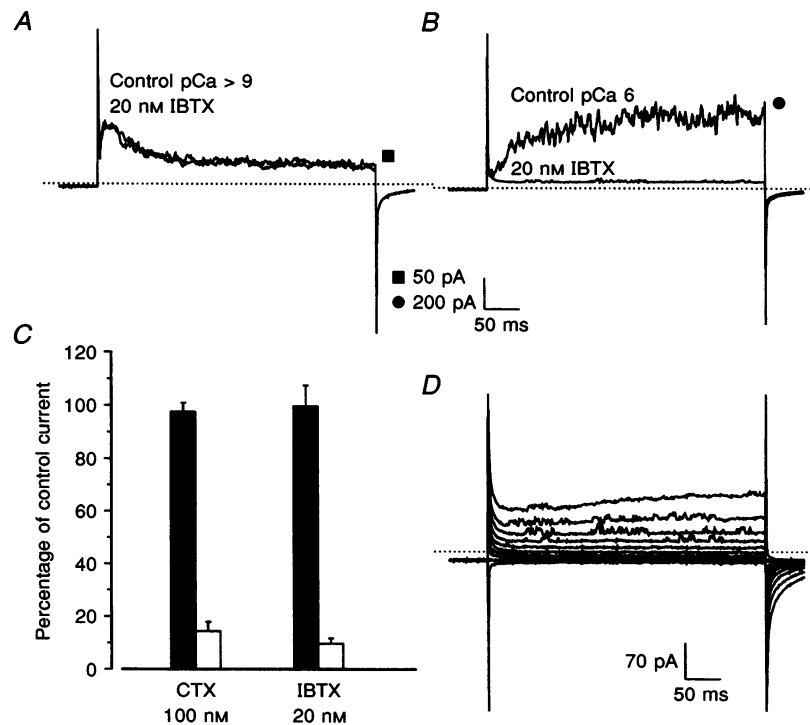 A
Control pCa > 9
20 nM IBTX
B
Control pCa 6
20 nM IBTX
■ 50 pA
● 200 pA
50 ms
C
Percentage of control current
120
100
80
60
40
20
0
CTX
100 nM
IBTX
20 nM
D
70 pA
50 ms